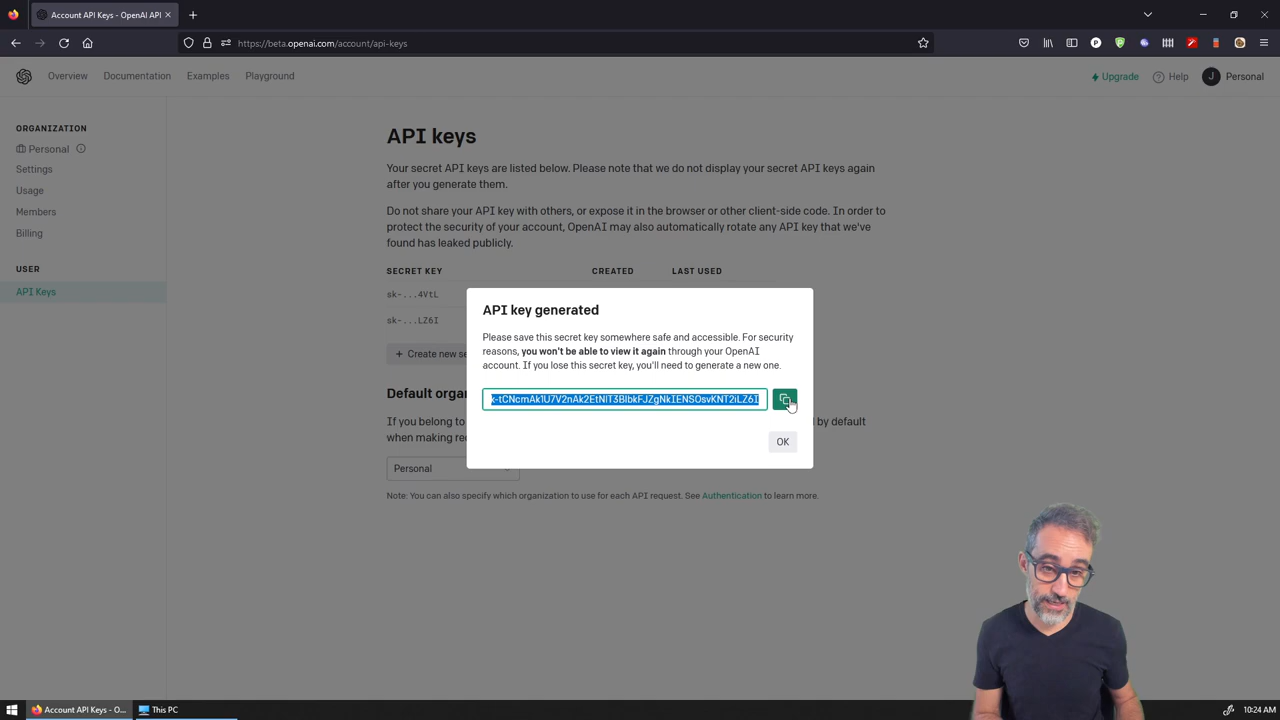 Account API Keys - OpenAI API
https://beta.openai.com/account/api-keys
Overview Documentation Examples Playground
Upgrade Help J Personal
ORGANIZATION
Personal
Settings
Usage
Members
Billing
USER
API Keys
API keys
Your secret API keys are listed below. Please note that we do not display your secret API keys again
after you generate them.
Do not share your API key with others, or expose it in the browser or other client-side code. In order to
protect the security of your account, OpenAI may also automatically rotate any API key that we've
found has leaked publicly.
SECRET KEY CREATED LAST USED
sk-...4VtL
sk-...LZ6I
+ Create new se
API key generated
Please save this secret key somewhere safe and accessible. For security
reasons, you won't be able to view it again through your OpenAI
account. If you lose this secret key, you'll need to generate a new one.
OK
Default orga
If you belong to d by default
when making re
Personal
Note: You can also specify which organization to use for each API request. See Authentication to learn more.
Account API Keys - O... This PC 10:24 AM